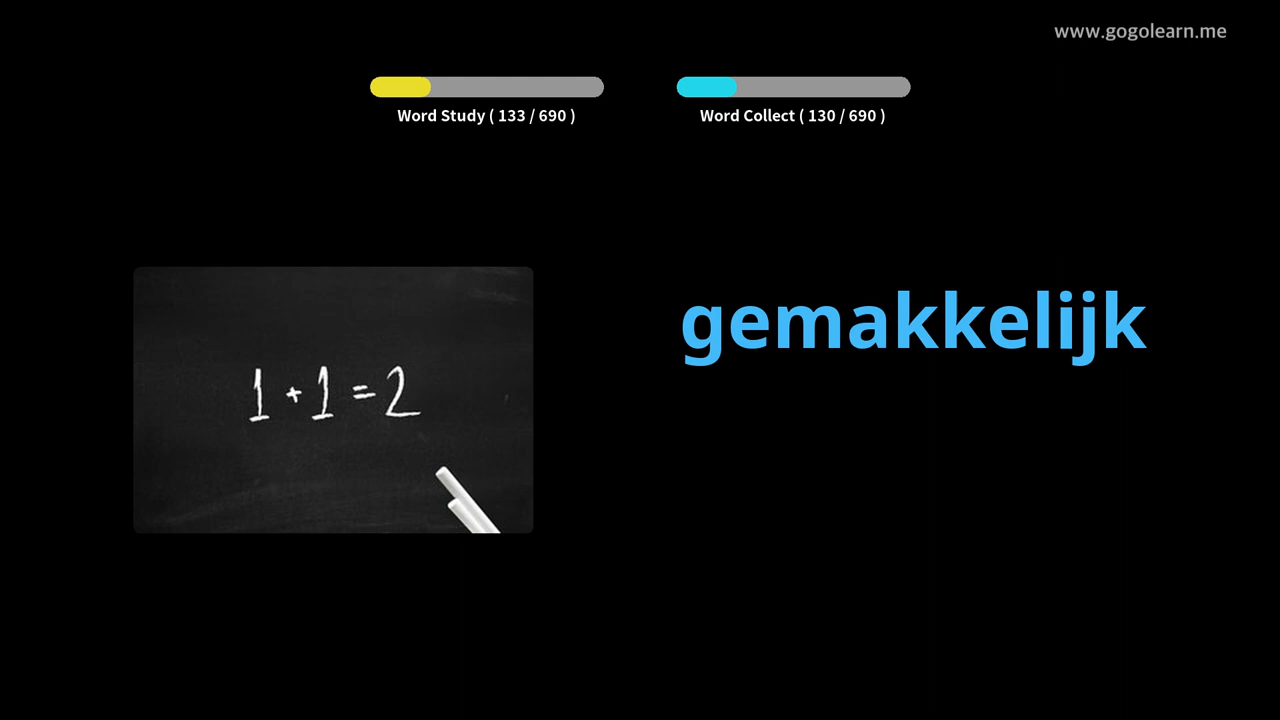 www.gogolearn.me
Word Study ( 133 / 690 )
Word Collect ( 130 / 690 )
gemakkelijk
1 + 1 = 2